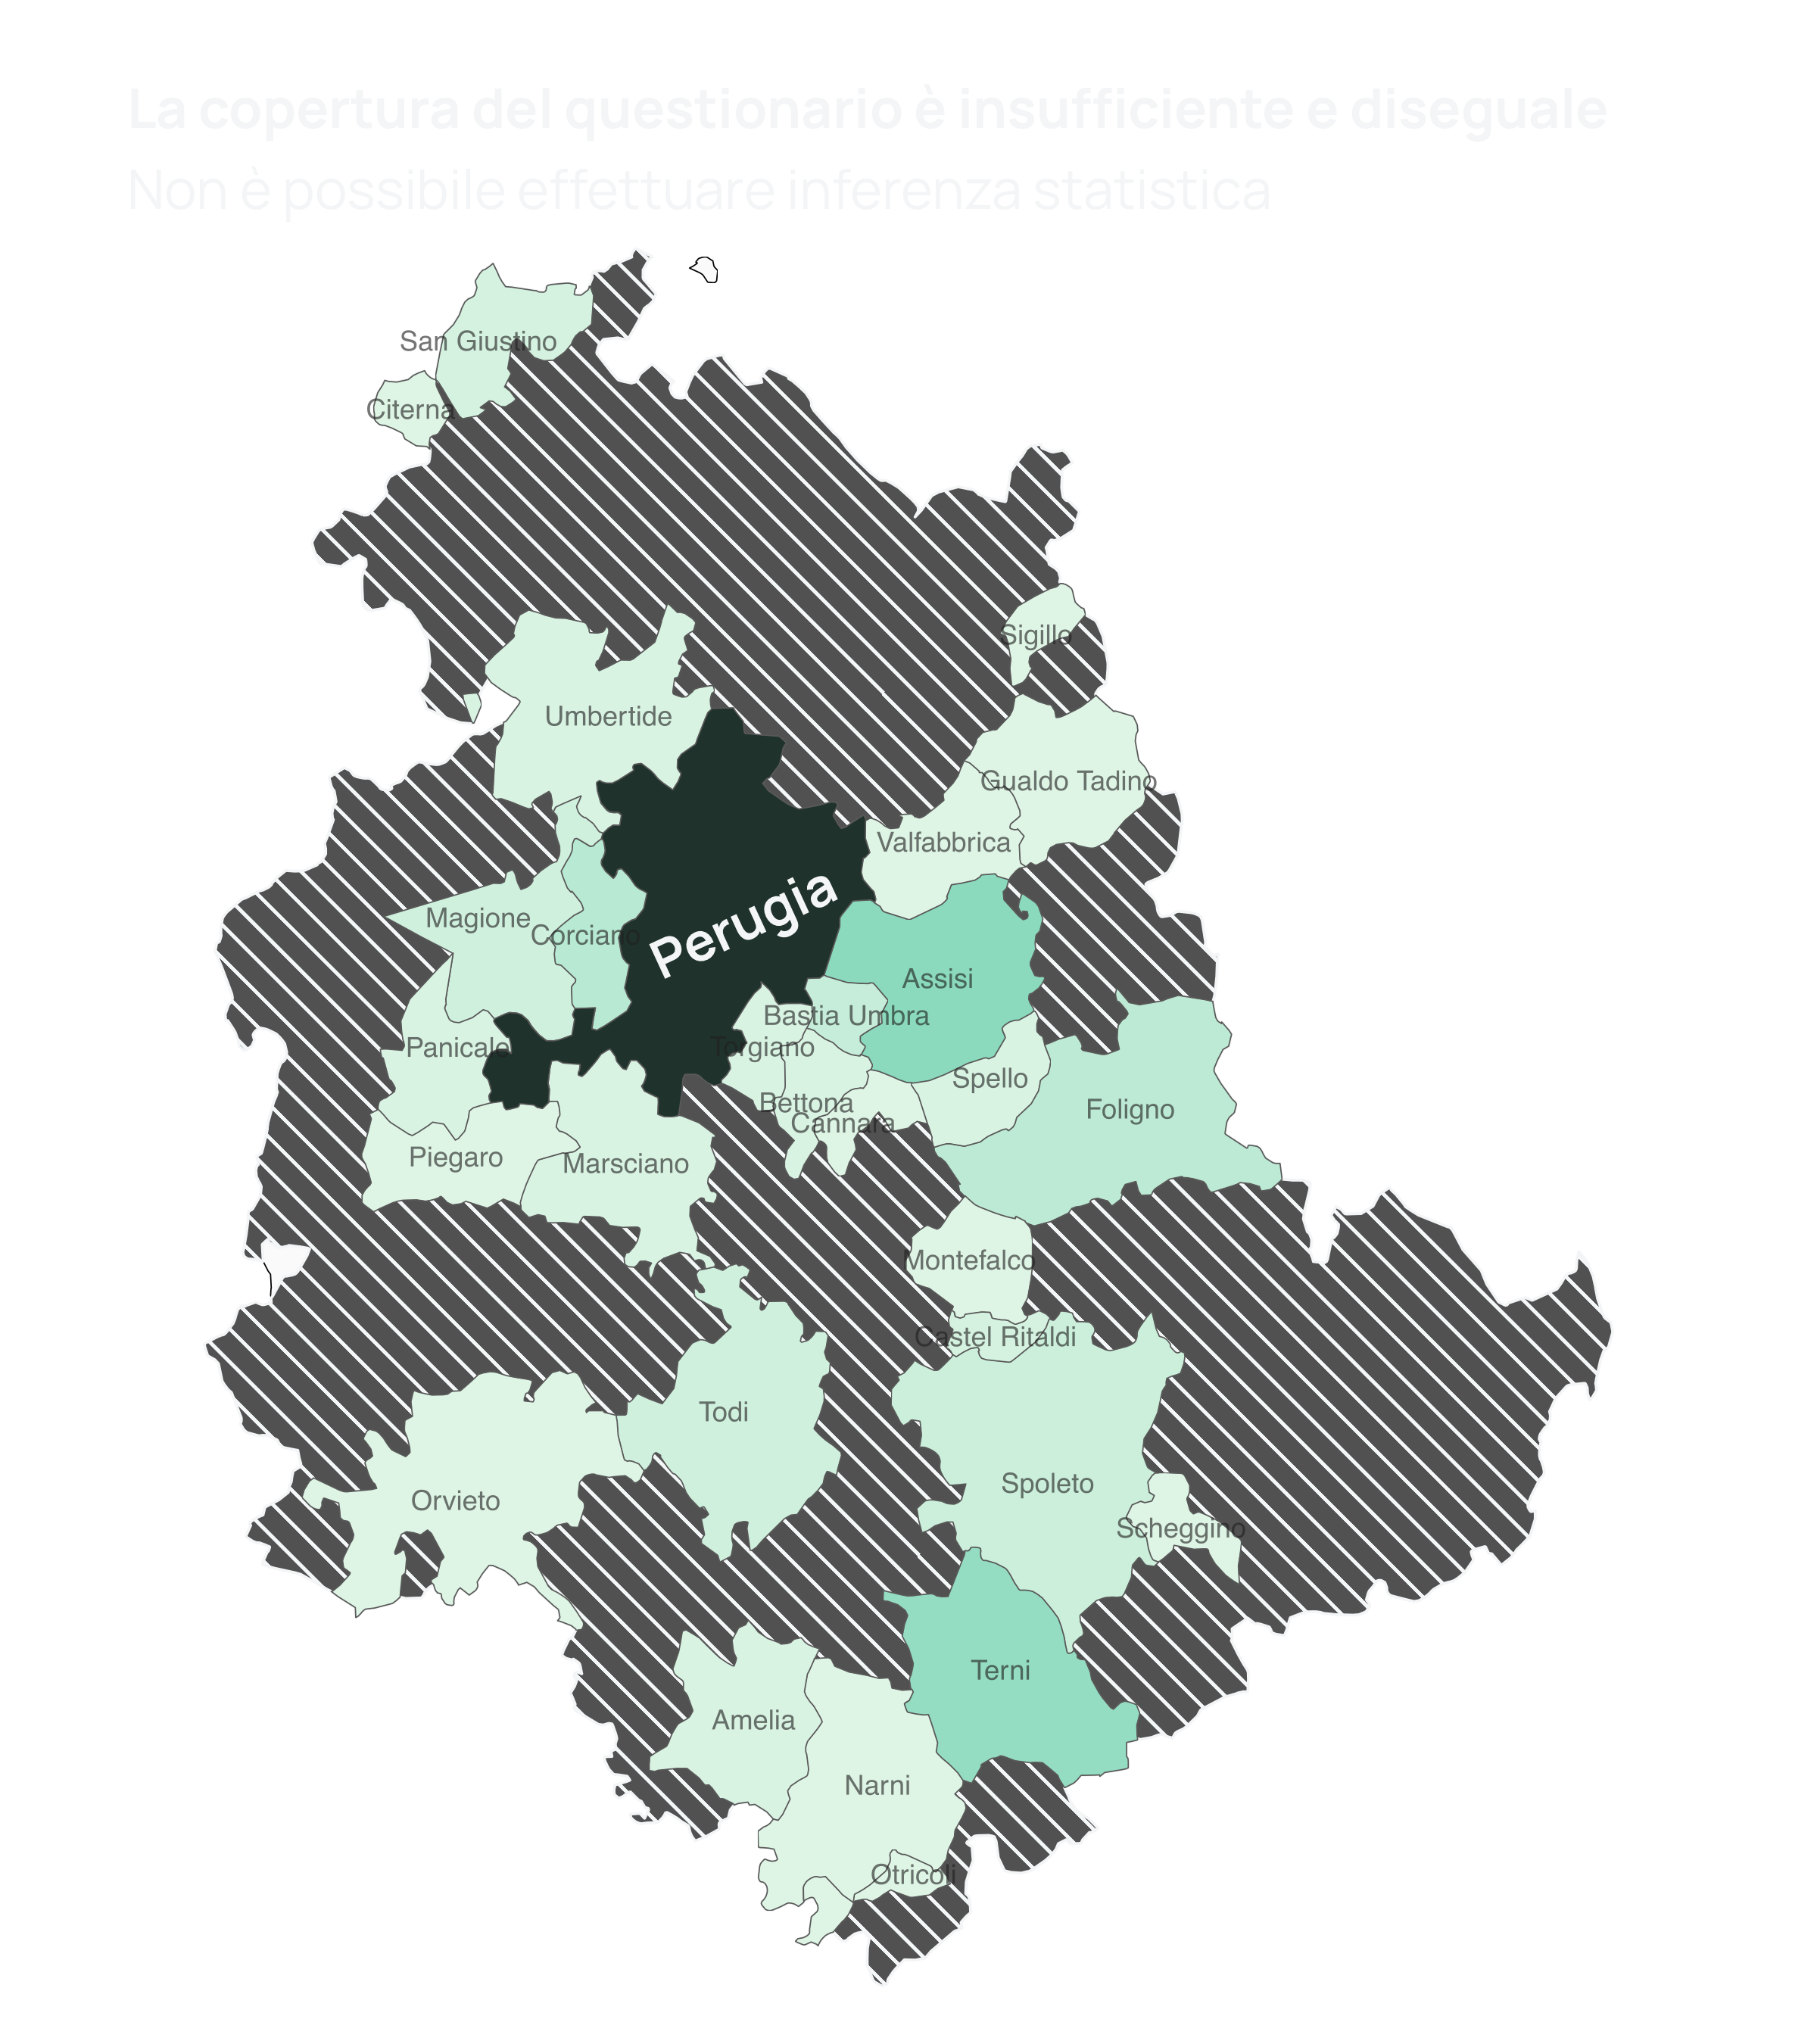 La copertura del questionario è insufficiente e diseguale
Non è possibile effettuare inferenza statistica
San Giustino
Citerna
Sigillo
Umbertide
Gualdo Tadino
Valfabbrica
Perugia
Magione
Corciano
Assisi
Bastia Umbra
Panicale
Torgiano
Spello
Bettona
Foligno
Cannara
Piegaro
Marsciano
Montefalco
Castel Ritaldi
Todi
Spoleto
Orvieto
Scheggino
Terni
Amelia
Narni
Otricoli